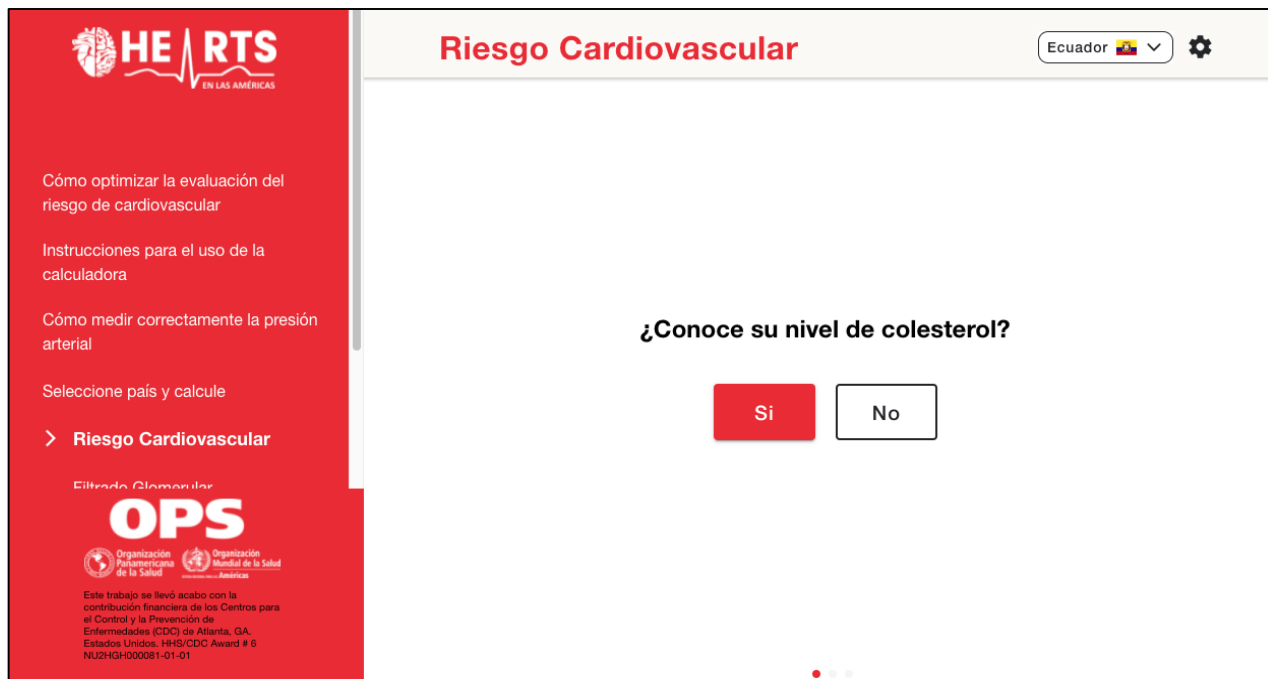 HEARTS
EN LAS AMÉRICAS
Riesgo Cardiovascular
Ecuador
Cómo optimizar la evaluación del
riesgo de cardiovascular
Instrucciones para el uso de la
calculadora
Cómo medir correctamente la presión
arterial
Seleccione país y calcule
Riesgo Cardiovascular
Filtrado Glomerular
¿Conoce su nivel de colesterol?
Si
No
OPS
Organización
Panamericana
de la Salud
Organización
Mundial de la Salud
Américas
Este trabajo se llevó acabo con la
contribución financiera de los Centros para
el Control y la Prevención de
Enfermedades (CDC) de Atlanta, GA.
Estados Unidos. HHS/CDC Award # 6
NU2HGH000081-01-01